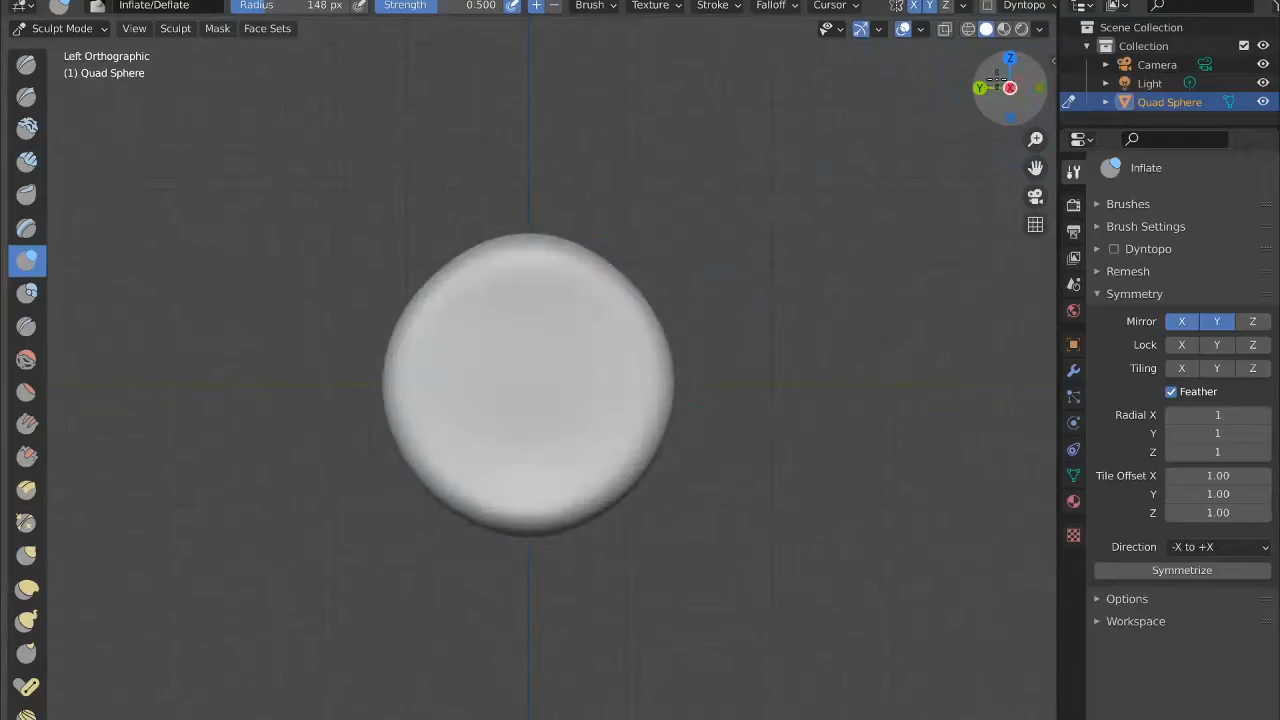 Inflate/Deflate Radius 148 px Strength 0.500 + − Brush Texture Stroke Falloff Cursor X Y Z Dyntopo
Sculpt Mode View Sculpt Mask Face Sets
Left Orthographic
(1) Quad Sphere
Z
Y
X
Scene Collection
Collection
Camera
Light
Quad Sphere
Inflate
Brushes
Brush Settings
Dyntopo
Remesh
Symmetry
Mirror X Y Z
Lock X Y Z
Tiling X Y Z
Feather
Radial X 1
Y 1
Z 1
Tile Offset X 1.00
Y 1.00
Z 1.00
Direction -X to +X
Symmetrize
Options
Workspace